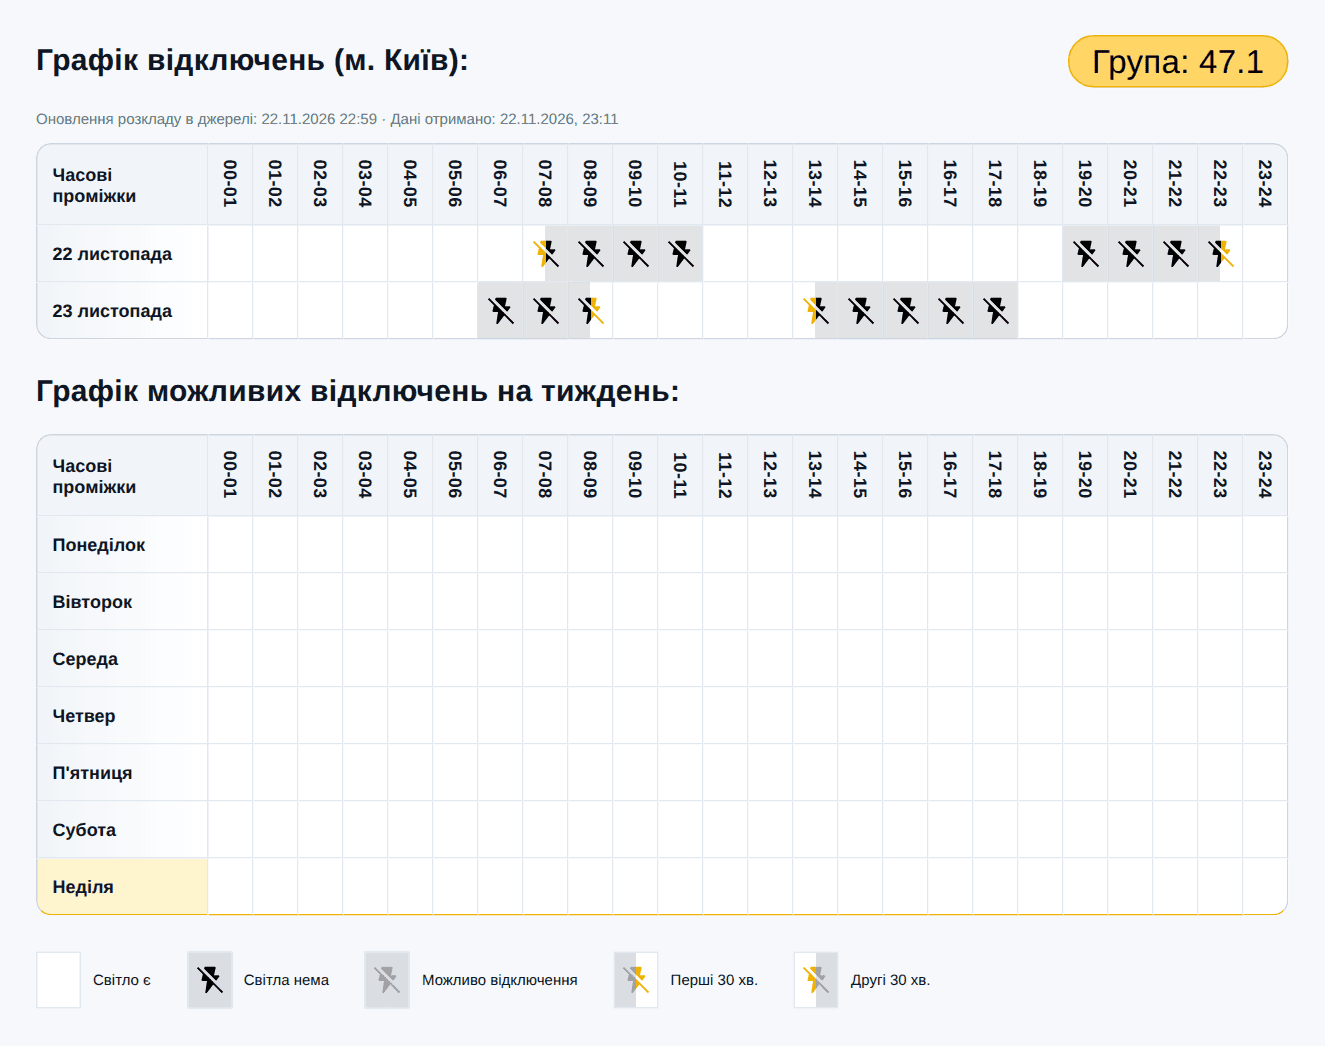 Графік відключень (м. Київ):
Група: 47.1
Оновлення розкладу в джерелі: 22.11.2026 22:59 · Дані отримано: 22.11.2026, 23:11
Часові проміжки 00-01 01-02 02-03 03-04 04-05 05-06 06-07 07-08 08-09 09-10 10-11 11-12 12-13 13-14 14-15 15-16 16-17 17-18 18-19 19-20 20-21 21-22 22-23 23-24
22 листопада
23 листопада
Графік можливих відключень на тиждень:
Часові проміжки 00-01 01-02 02-03 03-04 04-05 05-06 06-07 07-08 08-09 09-10 10-11 11-12 12-13 13-14 14-15 15-16 16-17 17-18 18-19 19-20 20-21 21-22 22-23 23-24
Понеділок
Вівторок
Середа
Четвер
П'ятниця
Субота
Неділя
Світло є Світла нема Можливо відключення Перші 30 хв. Другі 30 хв.